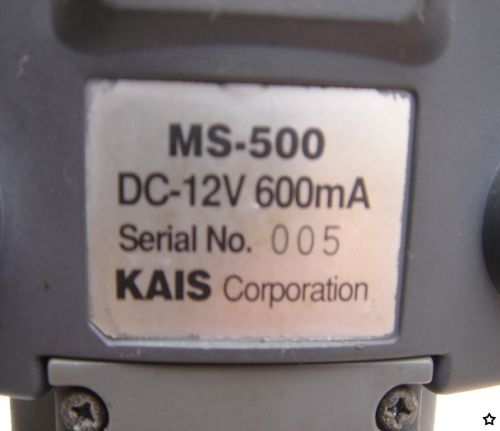 MS-500
DC-12V 600mA
Serial No. 005
KAIS Corporation